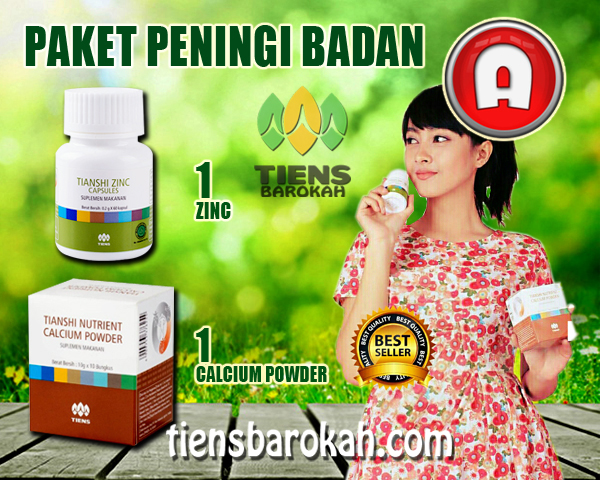 PAKET PENINGI BADAN
A
TIANSHI ZINC
CAPSULES
SUPLEMEN MAKANAN
TIENS
1
ZINC
TIENS
BAROKAH
TIANSHI NUTRIENT
CALCIUM POWDER
SUPLEMEN MAKANAN
TIENS
1
CALCIUM POWDER
BEST QUALITY
BEST
SELLER
tiensbarokah.com